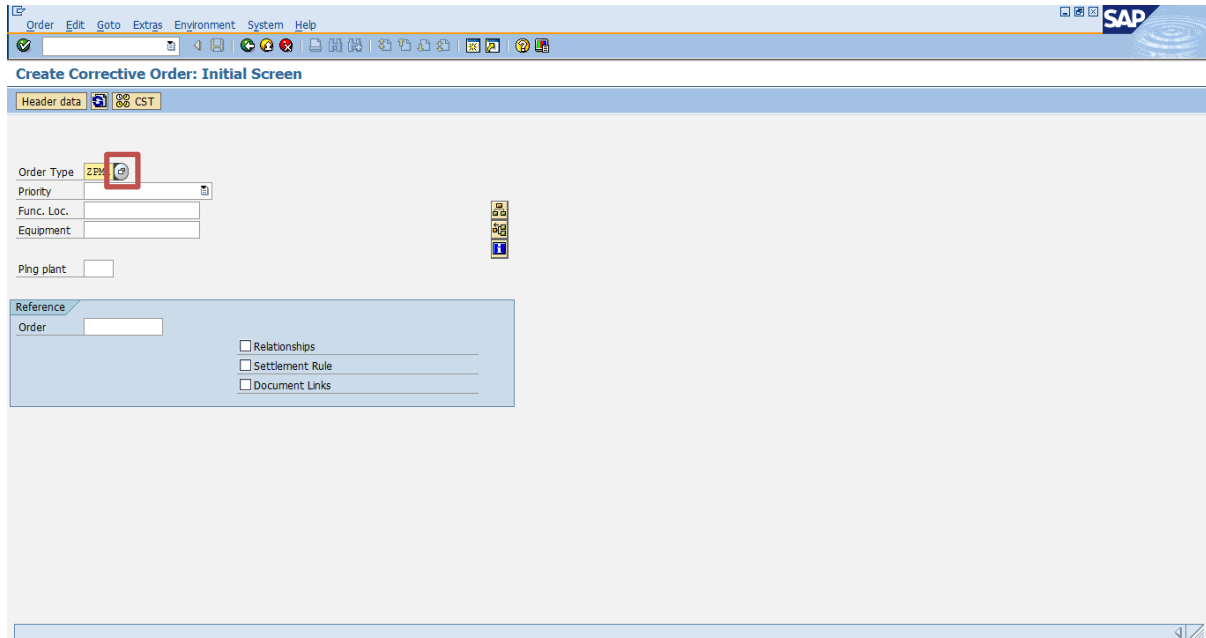 Order Edit Goto Extras Environment System Help
SAP
Create Corrective Order: Initial Screen
Header data CST
Order Type
Priority
Func. Loc.
Equipment
Plng plant
Reference
Order
Relationships
Settlement Rule
Document Links